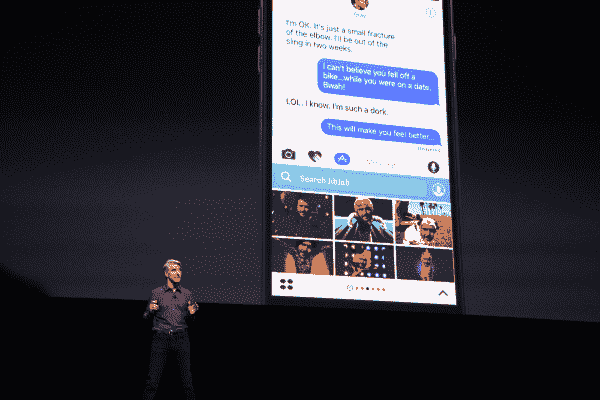 I'm OK. It's just a small fracture
of the elbow. I'll be out of the
sling in two weeks.
I can't believe you fell off a
bike...while you were on a date.
Bwah!
LOL. I know. I'm such a dork.
This will make you feel better...
Search JibJab